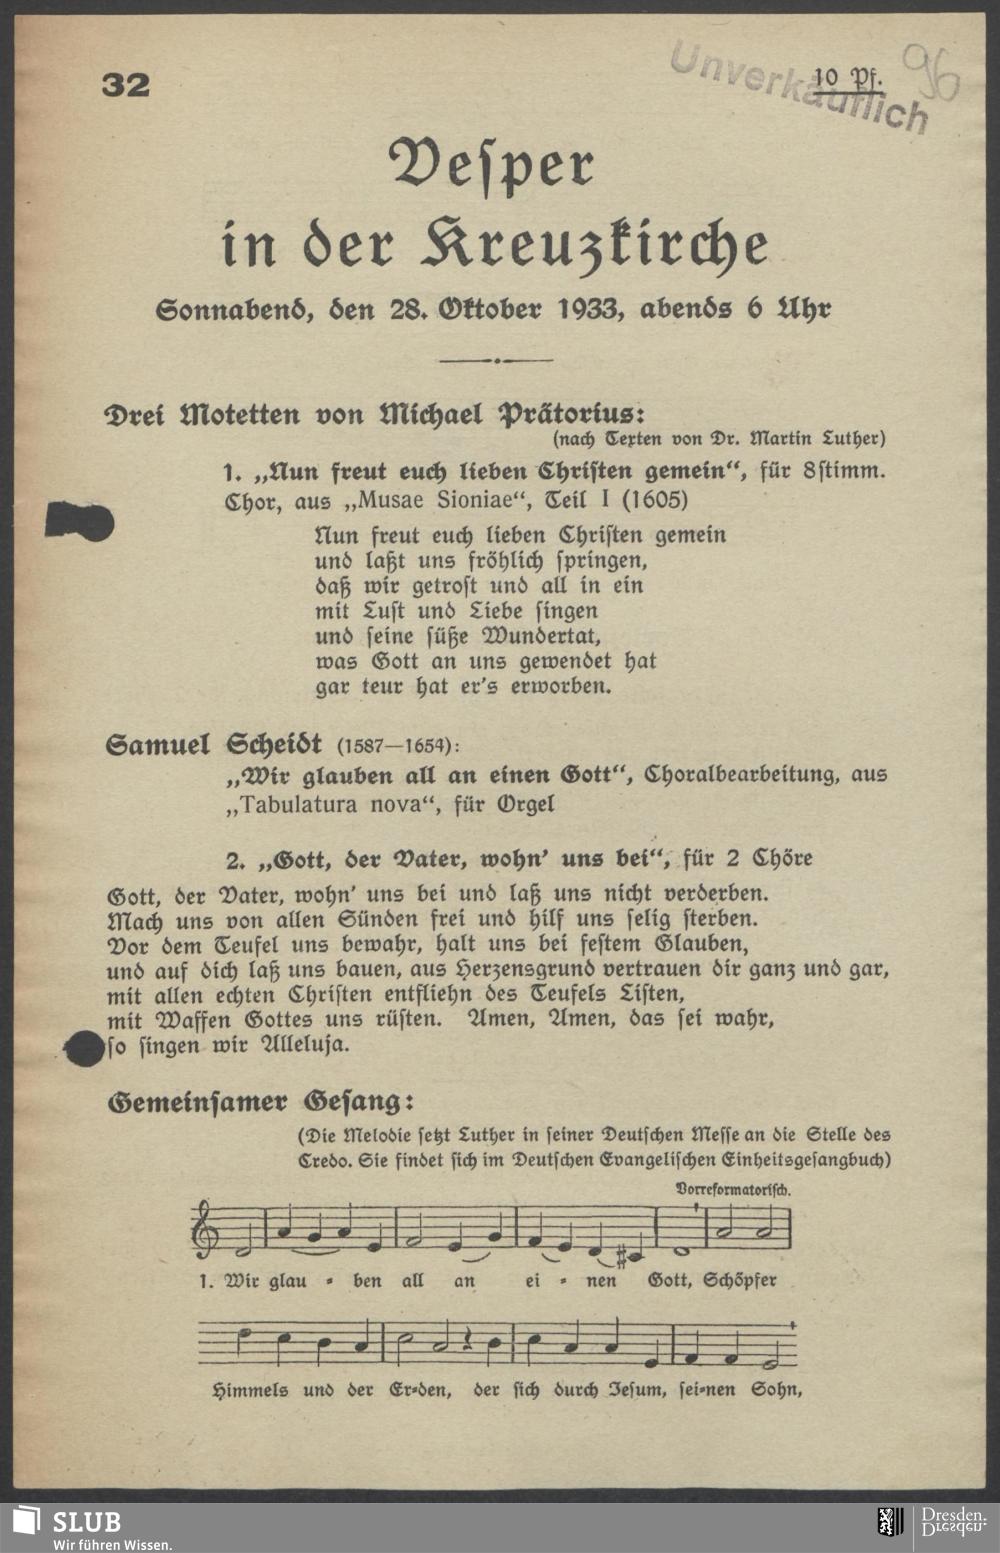 32
10 Pf.
96
Unverkäuflich
Vesper
in der Kreuzkirche
Sonnabend, den 28. Oktober 1933, abends 6 Uhr
Drei Motetten von Michael Prätorius:
(nach Texten von Dr. Martin Luther)
1. „Nun freut euch lieben Christen gemein“, für 8stimm.
Chor, aus „Musae Sioniae“, Teil I (1605)
Nun freut euch lieben Christen gemein
und laßt uns fröhlich springen,
daß wir getrost und all in ein
mit Lust und Liebe singen
und seine süße Wundertat,
was Gott an uns gewendet hat
gar teur hat er's erworben.
Samuel Scheidt (1587—1654):
„Wir glauben all an einen Gott“, Choralbearbeitung, aus
„Tabulatura nova“, für Orgel
2. „Gott, der Vater, wohn' uns bei“, für 2 Chöre
Gott, der Vater, wohn' uns bei und laß uns nicht verderben.
Mach uns von allen Sünden frei und hilf uns selig sterben.
Vor dem Teufel uns bewahr, halt uns bei festem Glauben,
und auf dich laß uns bauen, aus Herzensgrund vertrauen dir ganz und gar,
mit allen echten Christen entfliehn des Teufels Listen,
mit Waffen Gottes uns rüsten. Amen, Amen, das sei wahr,
so singen wir Alleluja.
Gemeinsamer Gesang:
(Die Melodie setzt Luther in seiner Deutschen Messe an die Stelle des
Credo. Sie findet sich im Deutschen Evangelischen Einheitsgesangbuch)
Vorreformatorisch.
1. Wir glau - ben all an ei - nen Gott, Schöpfer
Himmels und der Er-den, der sich durch Jesum, sei-nen Sohn,
SLUB
Wir führen Wissen.
Dresden.
Dresden.